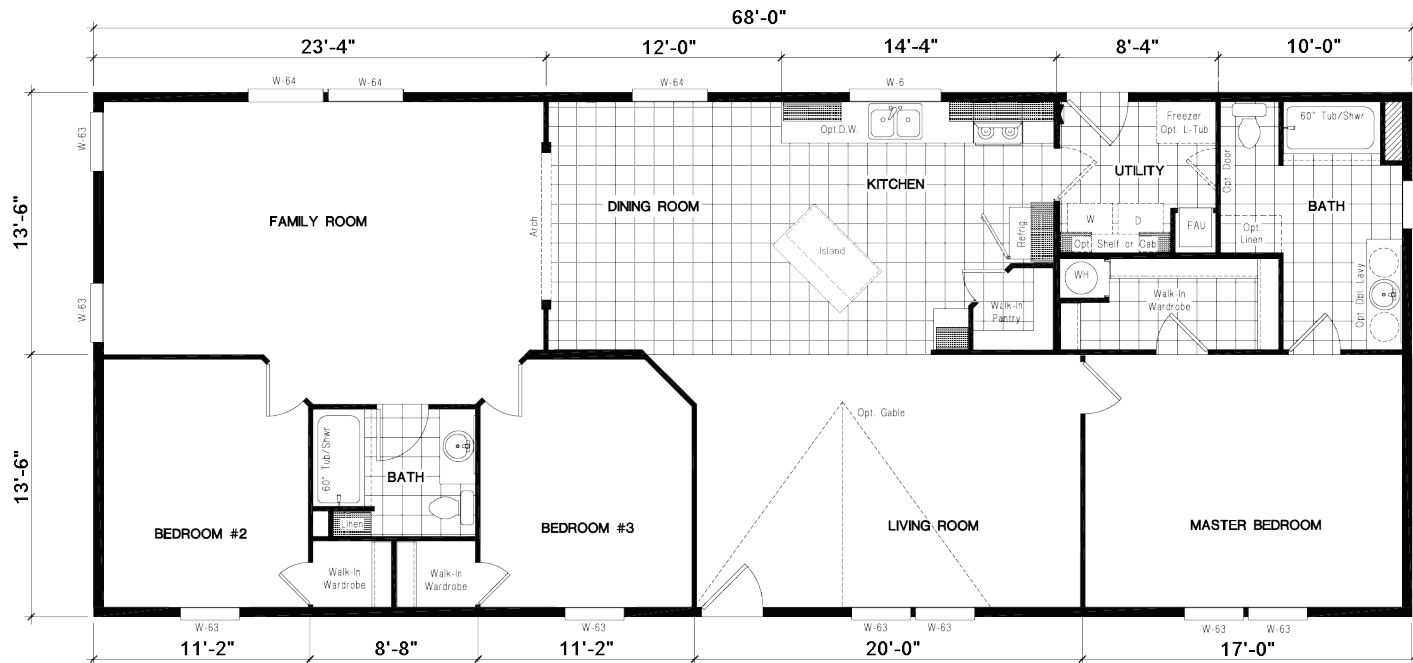 68'-0"
23'-4"
12'-0"
14'-4"
8'-4"
10'-0"
W-64
W-64
W-64
W-6
W-63
Opt.D.W.
Freezer
Opt. L-Tub
60" Tub/Shwr
Opt. Door
UTILITY
KITCHEN
DINING ROOM
BATH
13'-6"
FAMILY ROOM
Arch
Island
Refrig
W
D
FAU
Opt.
Linen
Opt. Shelf or Cab
WH
Walk-In
Wardrobe
Opt. Dbl. Lavy
W-63
Walk-In
Pantry
Opt. Gable
13'-6"
60" Tub/Shwr
BATH
Linen
BEDROOM #2
BEDROOM #3
LIVING ROOM
MASTER BEDROOM
Walk-In
Wardrobe
Walk-In
Wardrobe
W-63
W-63
W-63
W-63
W-63
W-63
11'-2"
8'-8"
11'-2"
20'-0"
17'-0"